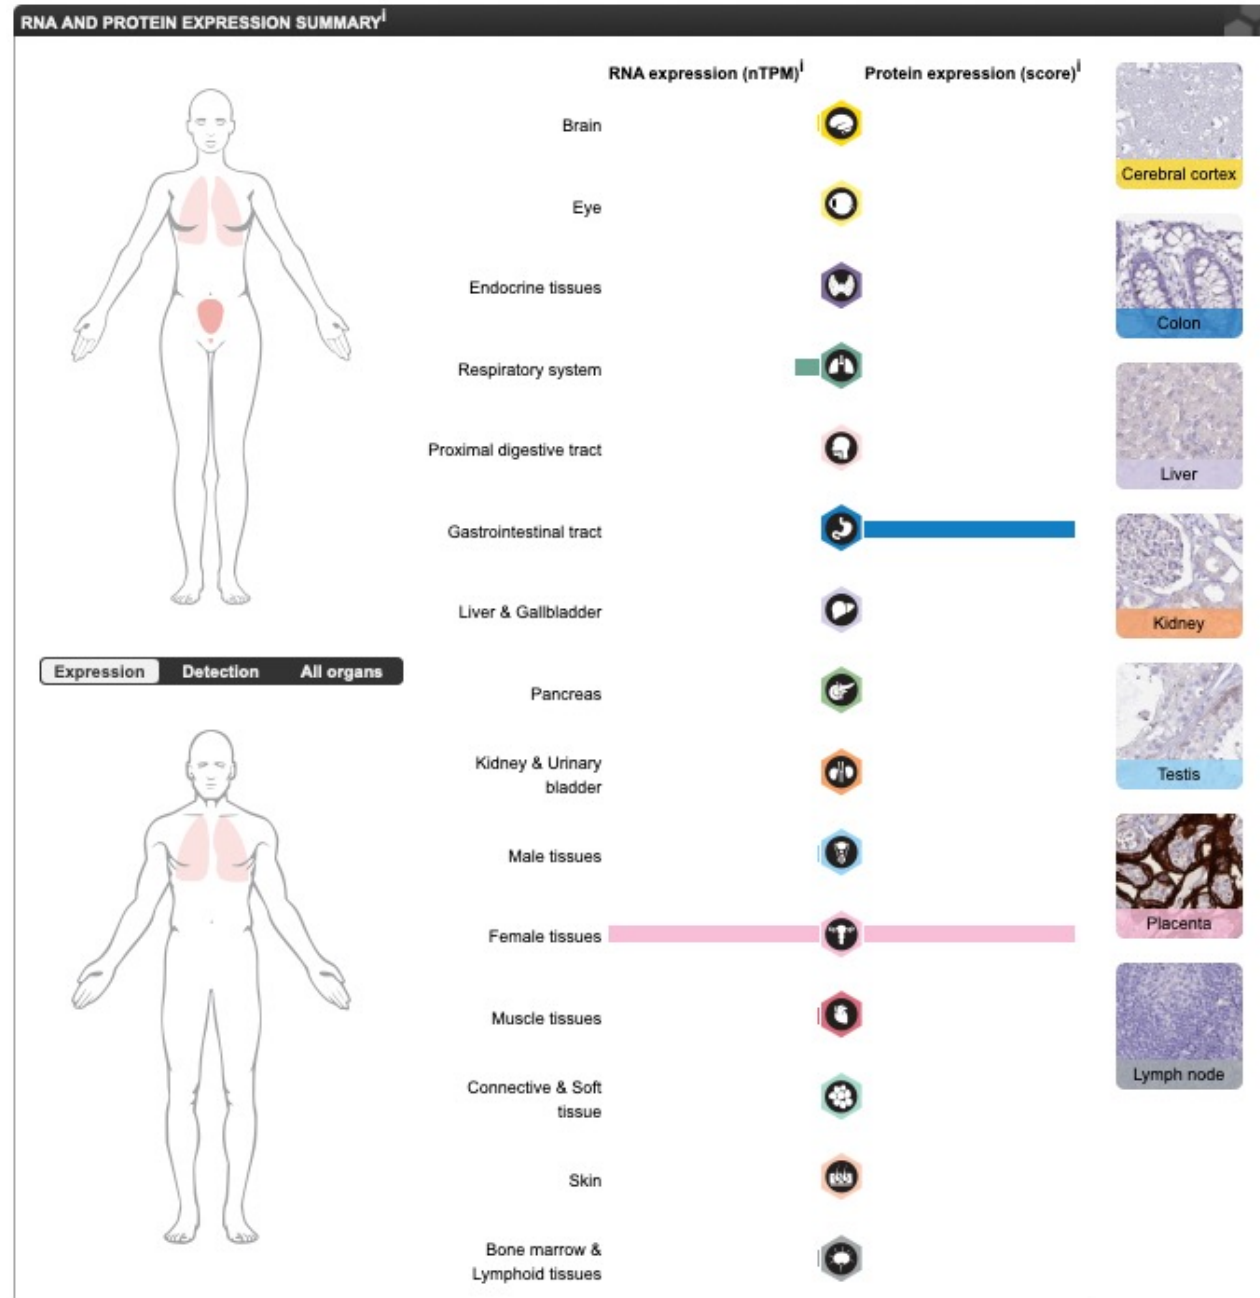 RNA AND PROTEIN EXPRESSION SUMMARYi
RNA expression (nTPM)i
Protein expression (score)i
Brain
Eye
Endocrine tissues
Respiratory system
Proximal digestive tract
Gastrointestinal tract
Liver & Gallbladder
Pancreas
Kidney & Urinary
bladder
Male tissues
Female tissues
Muscle tissues
Connective & Soft
tissue
Skin
Bone marrow &
Lymphoid tissues
Expression
Detection
All organs
Cerebral cortex
Colon
Liver
Kidney
Testis
Placenta
Lymph node